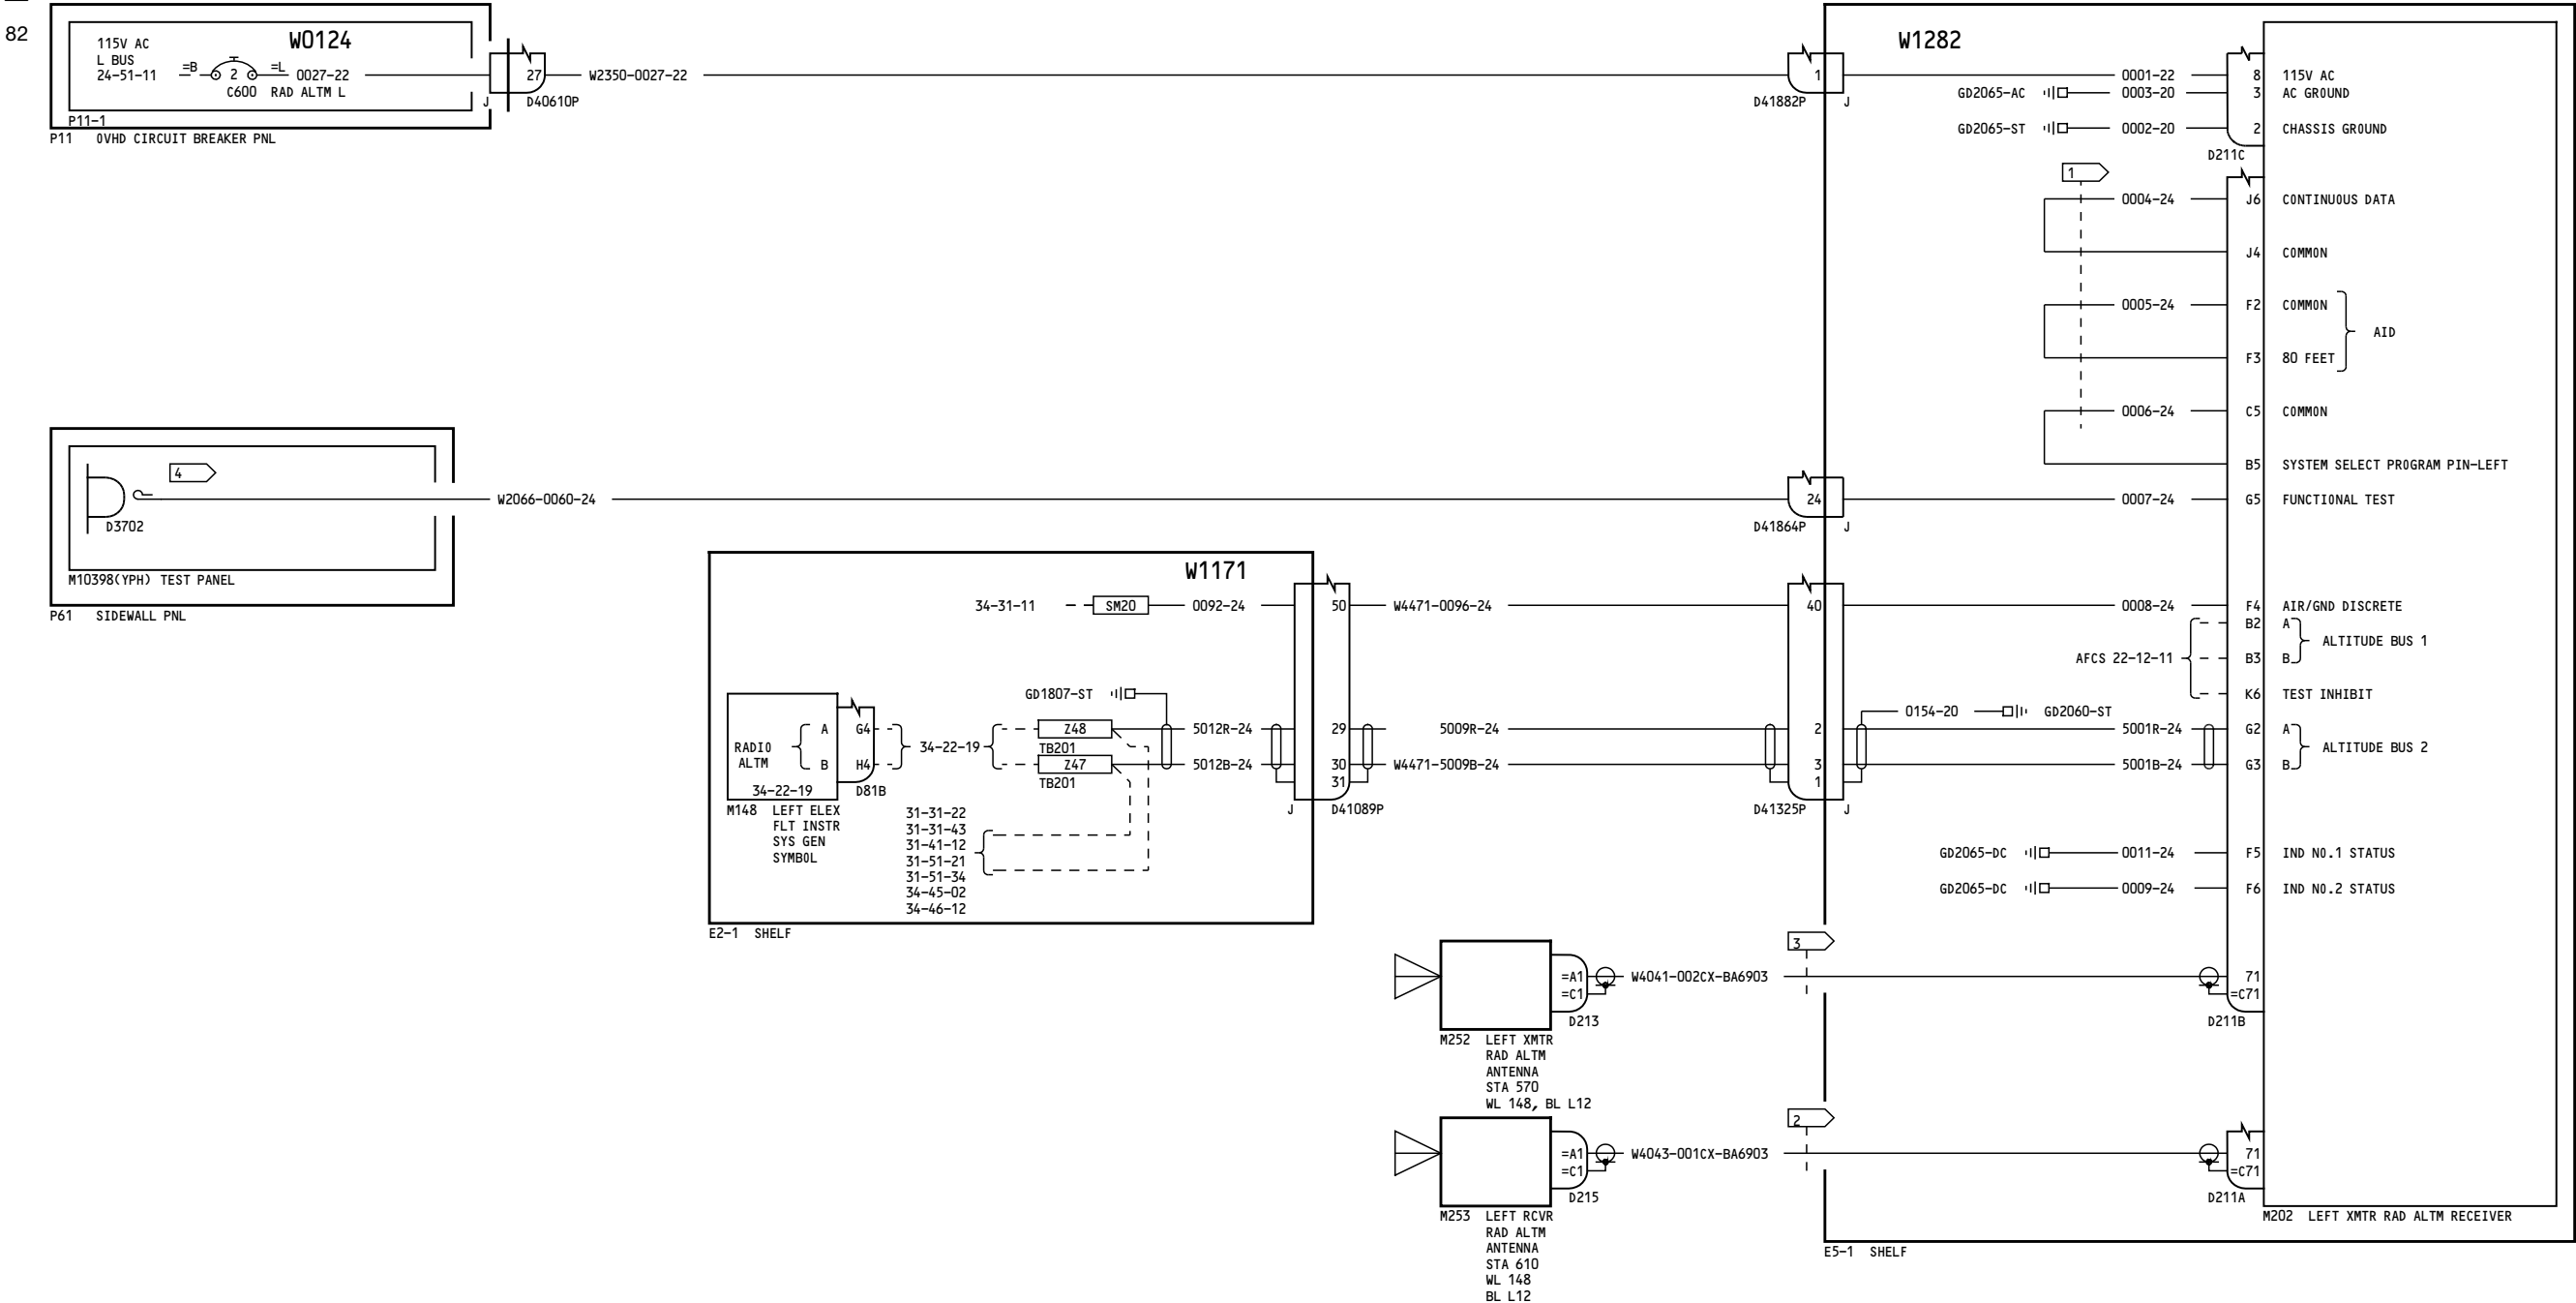 82
115V AC
L BUS
24-51-11
W0124
=B
2
=L
0027-22
C600 RAD ALTM L
P11-1
P11 OVHD CIRCUIT BREAKER PNL
J
27
D40610P
W2350-0027-22
1
D41882P
J
W1282
0001-22
8
115V AC
GD2065-AC
0003-20
3
AC GROUND
GD2065-ST
0002-20
2
CHASSIS GROUND
D211C
1
0004-24
J6
CONTINUOUS DATA
J4
COMMON
0005-24
F2
COMMON
AID
F3
80 FEET
0006-24
C5
COMMON
B5
SYSTEM SELECT PROGRAM PIN-LEFT
4
D3702
M10398(YPH) TEST PANEL
P61 SIDEWALL PNL
W2066-0060-24
24
D41864P
J
0007-24
G5
FUNCTIONAL TEST
W1171
34-31-11
SM20
0092-24
50
W4471-0096-24
40
0008-24
F4
AIR/GND DISCRETE
B2
A
ALTITUDE BUS 1
AFCS 22-12-11
B3
B
K6
TEST INHIBIT
GD1807-ST
0154-20
GD2060-ST
RADIO
ALTM
A
G4
B
H4
34-22-19
D81B
34-22-19
Z48
TB201
Z47
TB201
5012R-24
5012B-24
29
30
31
J
D41089P
5009R-24
W4471-5009B-24
2
3
1
D41325P
J
5001R-24
G2
A
ALTITUDE BUS 2
5001B-24
G3
B
M148 LEFT ELEX
FLT INSTR
SYS GEN
SYMBOL
31-31-22
31-31-43
31-41-12
31-51-21
31-51-34
34-45-02
34-46-12
E2-1 SHELF
GD2065-DC
0011-24
F5
IND NO.1 STATUS
GD2065-DC
0009-24
F6
IND NO.2 STATUS
3
=A1
=C1
D213
W4041-002CX-BA6903
71
=C71
D211B
M252 LEFT XMTR
RAD ALTM
ANTENNA
STA 570
WL 148, BL L12
2
=A1
=C1
D215
W4043-001CX-BA6903
71
=C71
D211A
M253 LEFT RCVR
RAD ALTM
ANTENNA
STA 610
WL 148
BL L12
M202 LEFT XMTR RAD ALTM RECEIVER
E5-1 SHELF